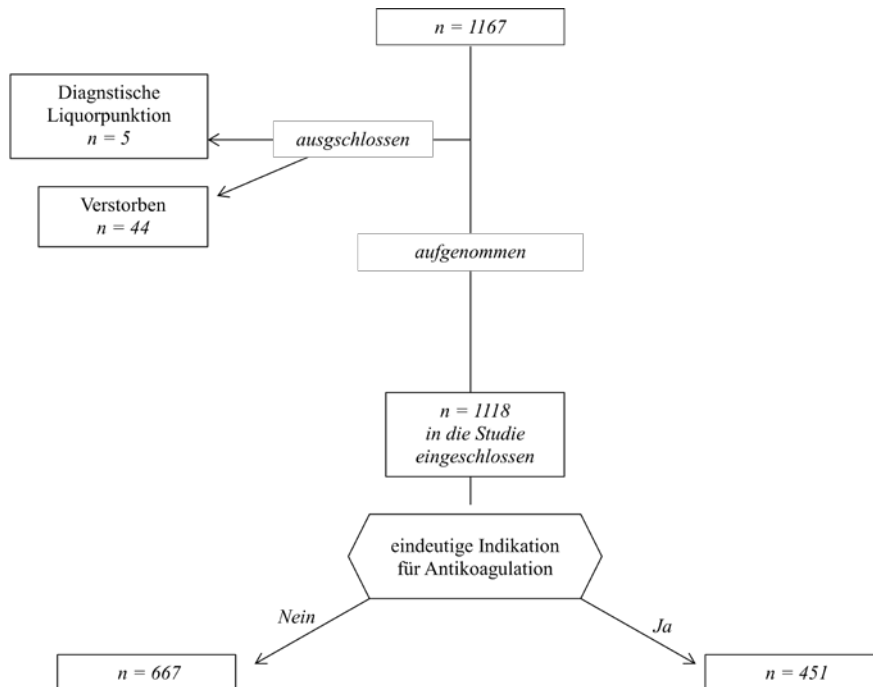 n = 1167
Diagnstische
Liquorpunktion
n = 5
ausgschlossen
Verstorben
n = 44
aufgenommen
n = 1118
in die Studie
eingeschlossen
eindeutige Indikation
für Antikoagulation
Nein
Ja
n = 667
n = 451